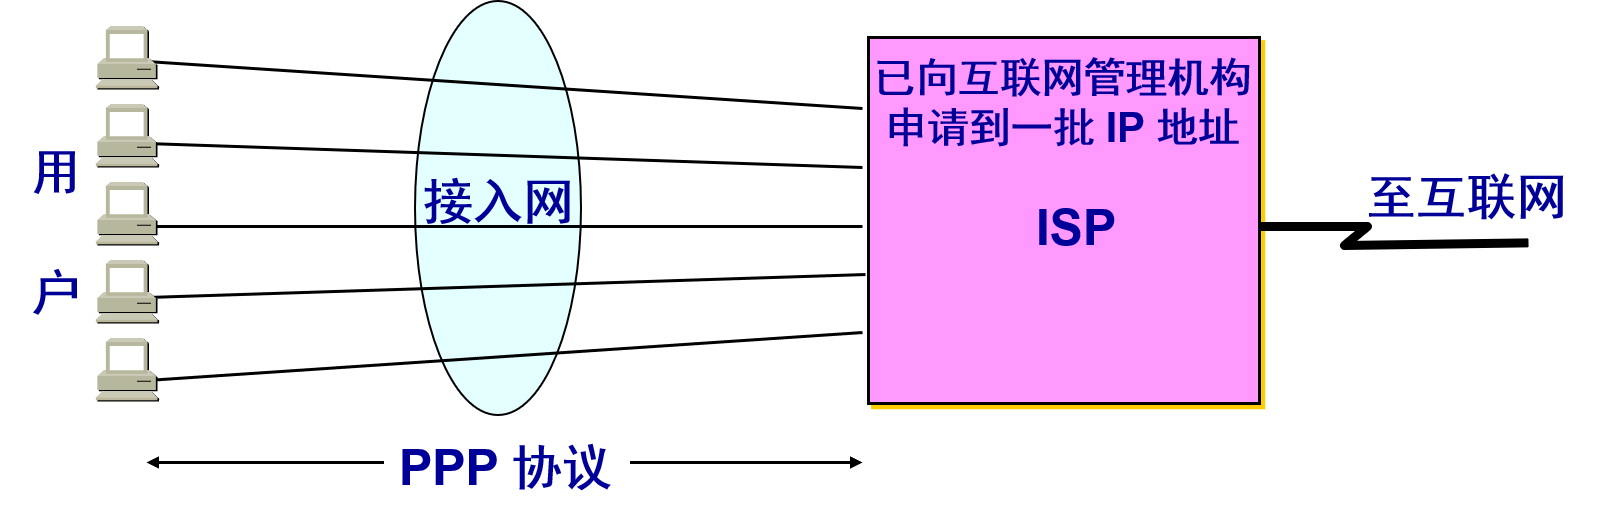 用
户
接入网
已向互联网管理机构
申请到一批 IP 地址
ISP
至互联网
PPP 协议